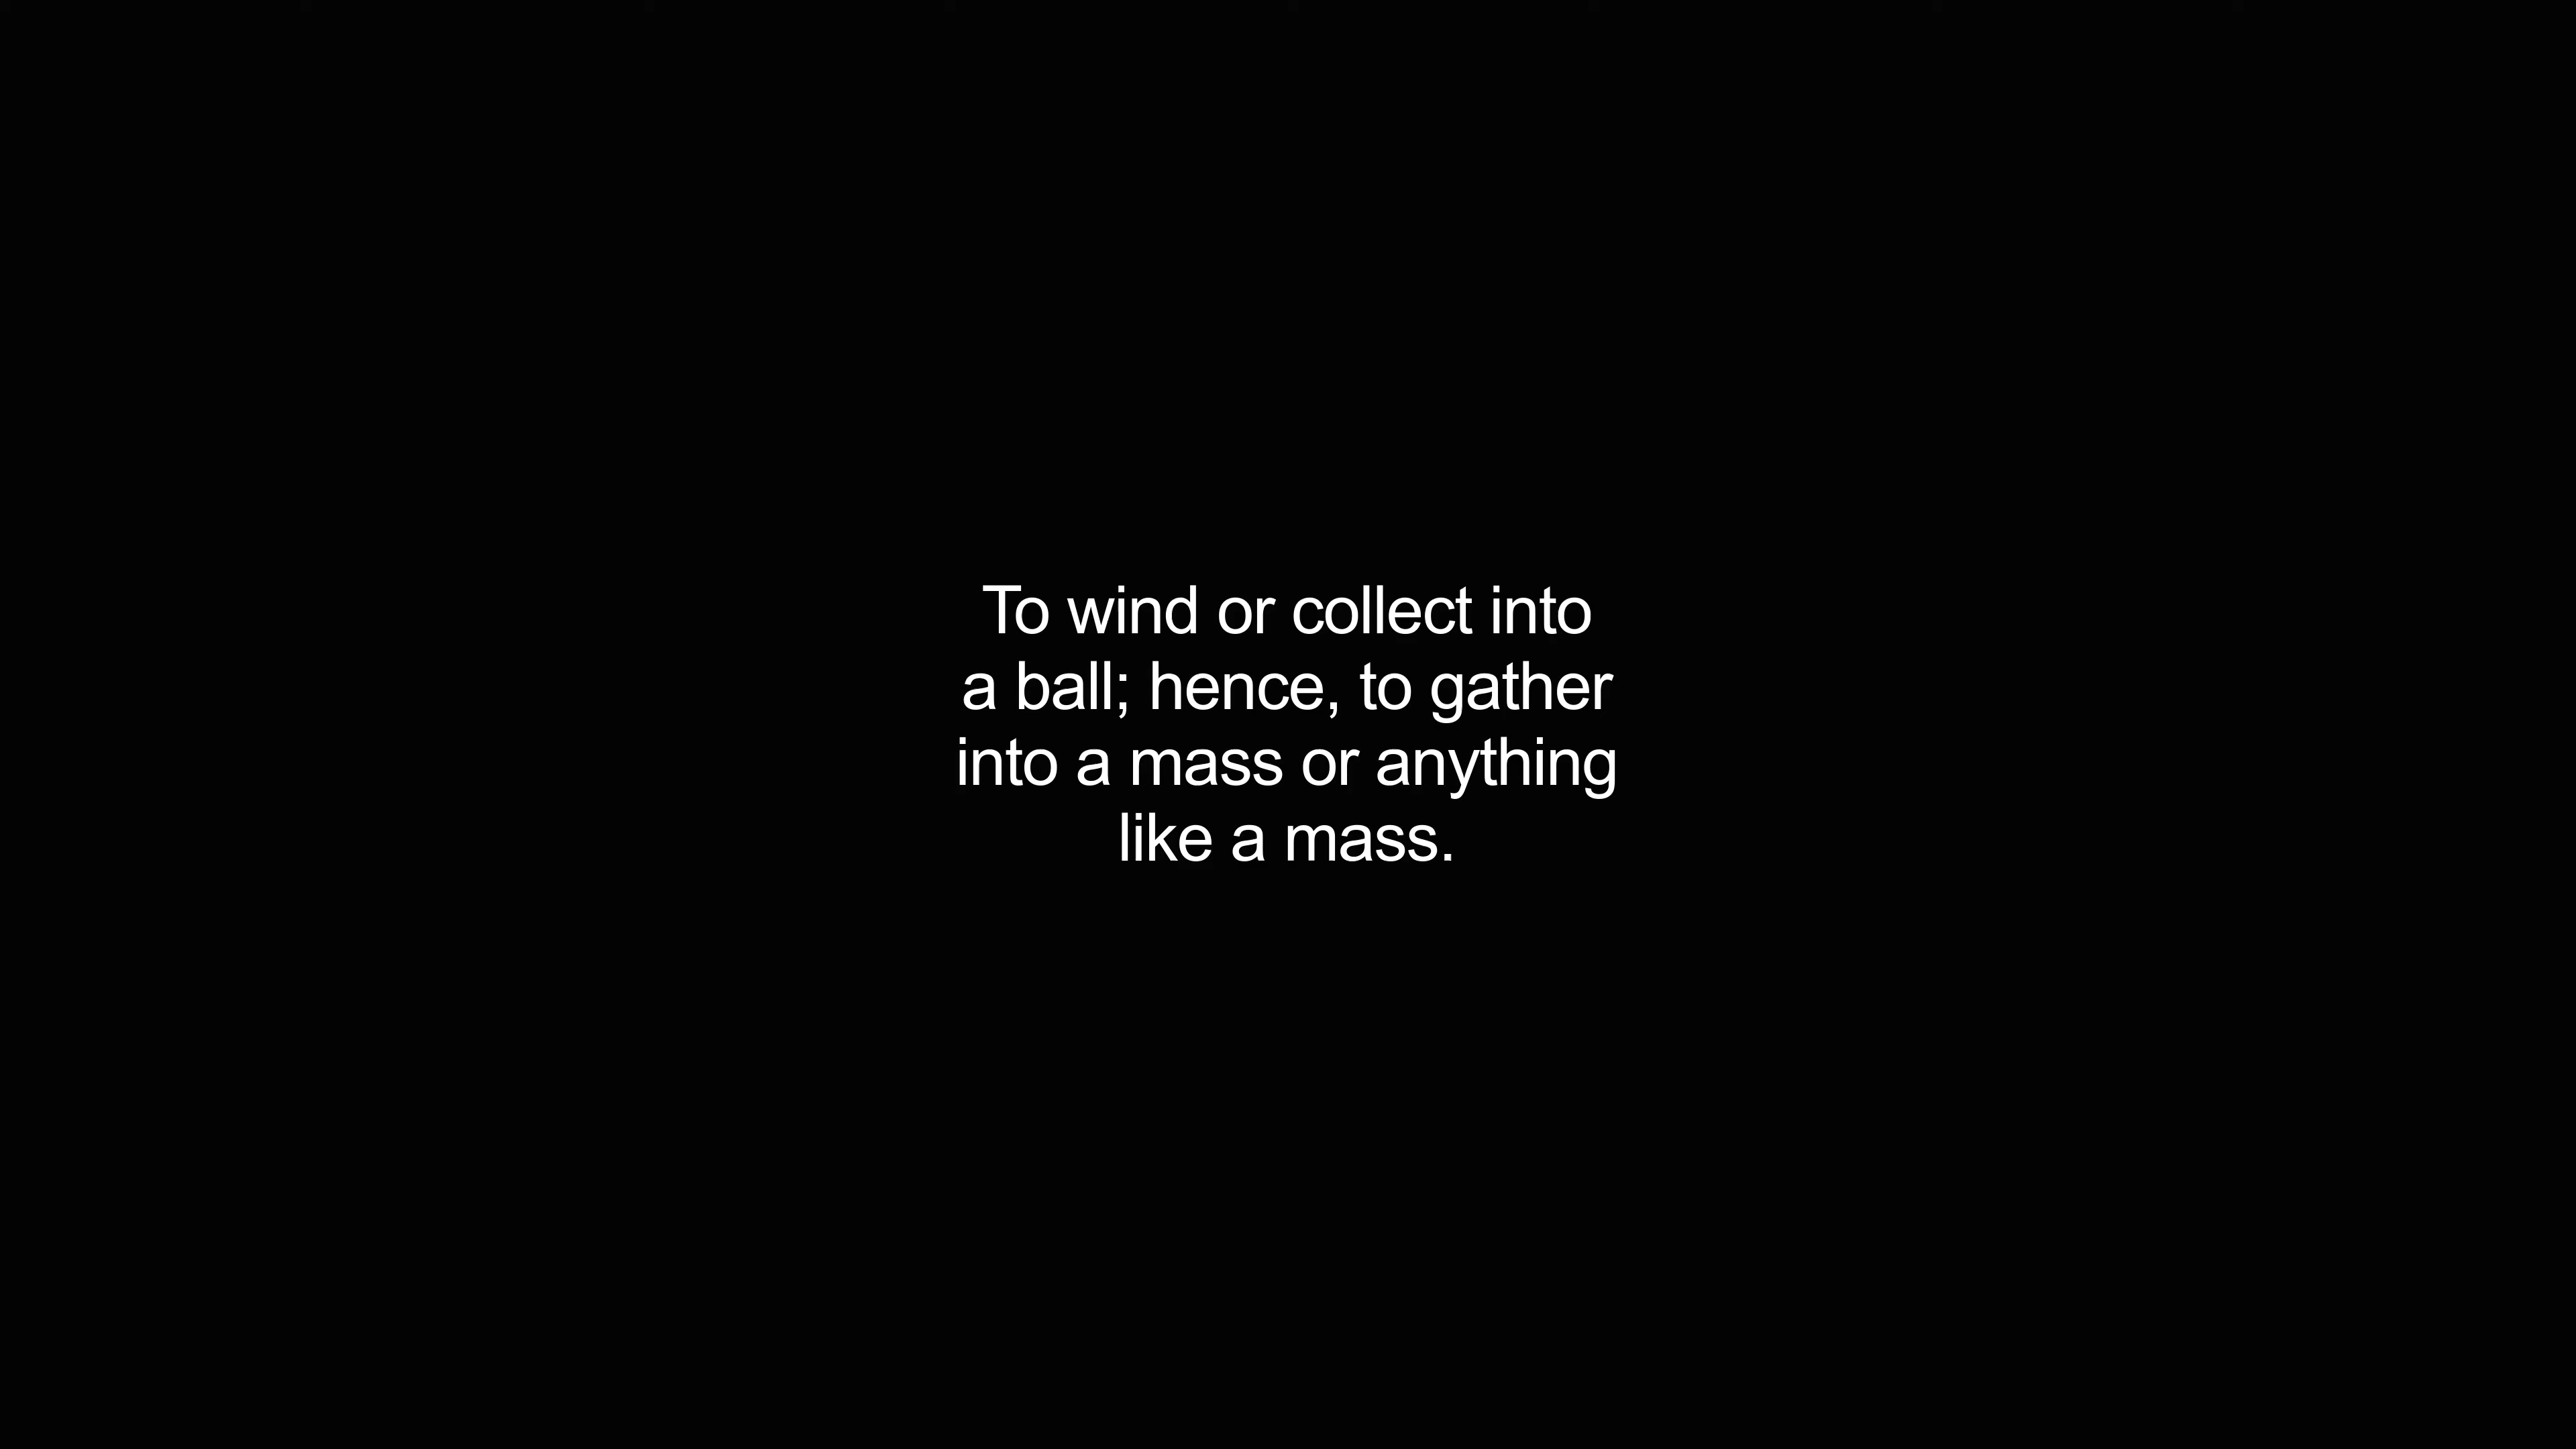 To wind or collect into
a ball; hence, to gather
into a mass or anything
like a mass.